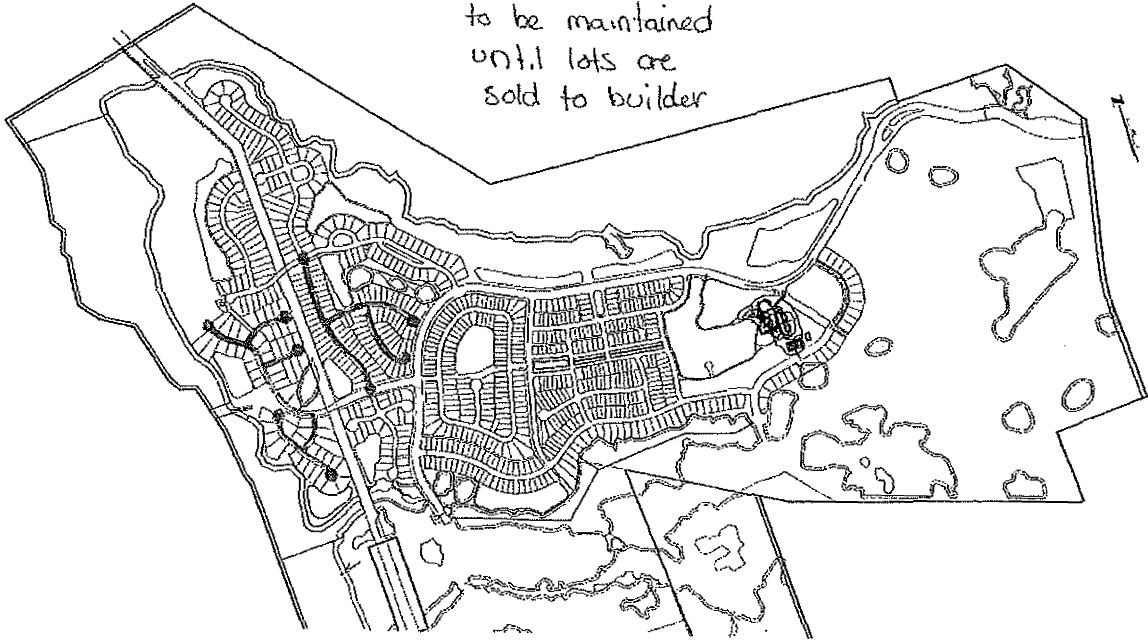 to be maintained
until lots are
sold to builder